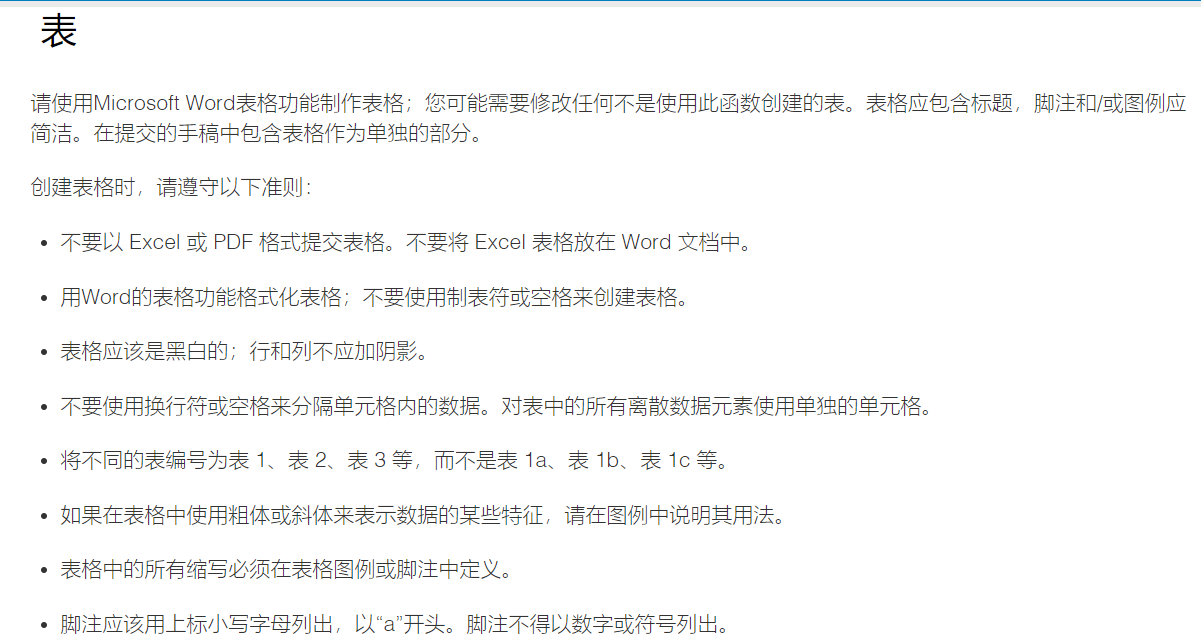 表
请使用Microsoft Word表格功能制作表格；您可能需要修改任何不是使用此函数创建的表。表格应包含标题，脚注和/或图例应
简洁。在提交的手稿中包含表格作为单独的部分。
创建表格时，请遵守以下准则：
• 不要以 Excel 或 PDF 格式提交表格。不要将 Excel 表格放在 Word 文档中。
• 用Word的表格功能格式化表格；不要使用制表符或空格来创建表格。
• 表格应该是黑白的；行和列不应加阴影。
• 不要使用换行符或空格来分隔单元格内的数据。对表中的所有离散数据元素使用单独的单元格。
• 将不同的表编号为表 1、表 2、表 3 等，而不是表 1a、表 1b、表 1c 等。
• 如果在表格中使用粗体或斜体来表示数据的某些特征，请在图例中说明其用法。
• 表格中的所有缩写必须在表格图例或脚注中定义。
• 脚注应该用上标小写字母列出，以“a”开头。脚注不得以数字或符号列出。